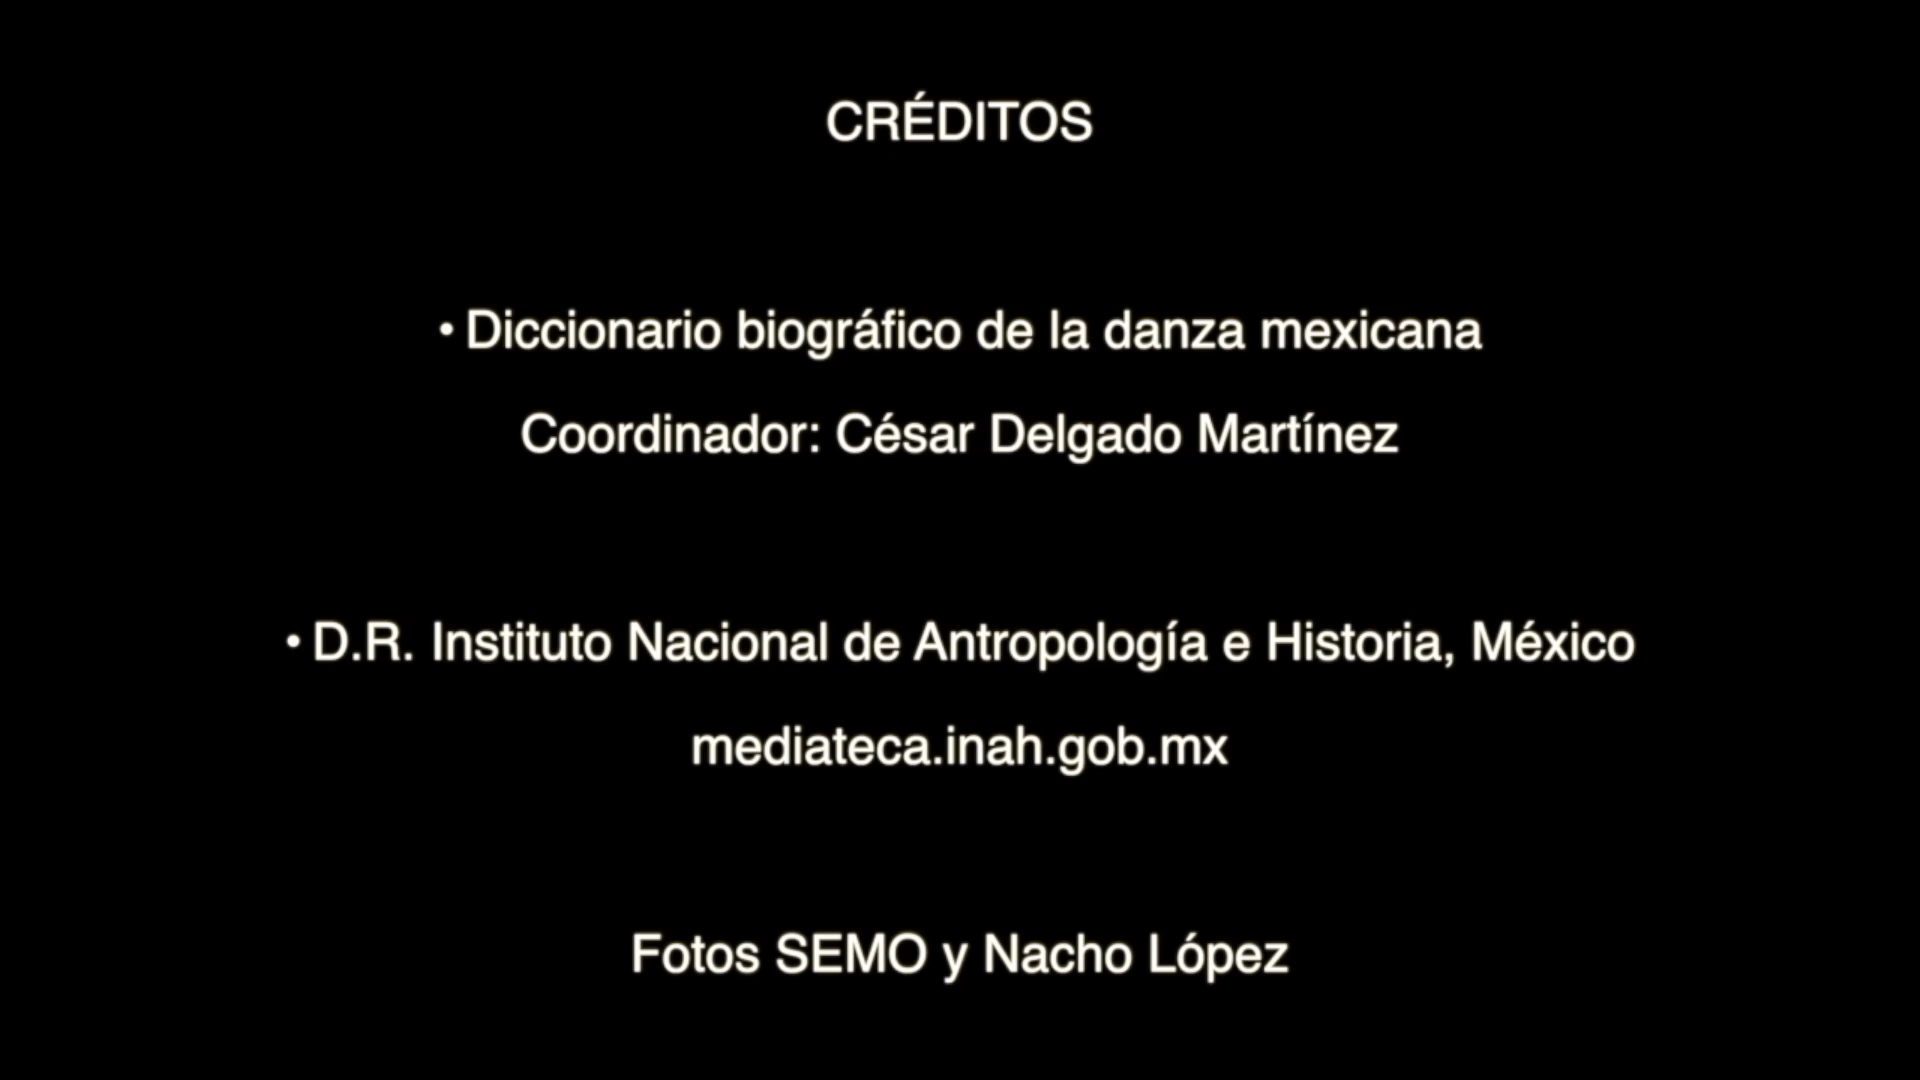 CRÉDITOS
• Diccionario biográfico de la danza mexicana
Coordinador: César Delgado Martínez
• D.R. Instituto Nacional de Antropología e Historia, México
mediateca.inah.gob.mx
Fotos SEMO y Nacho López